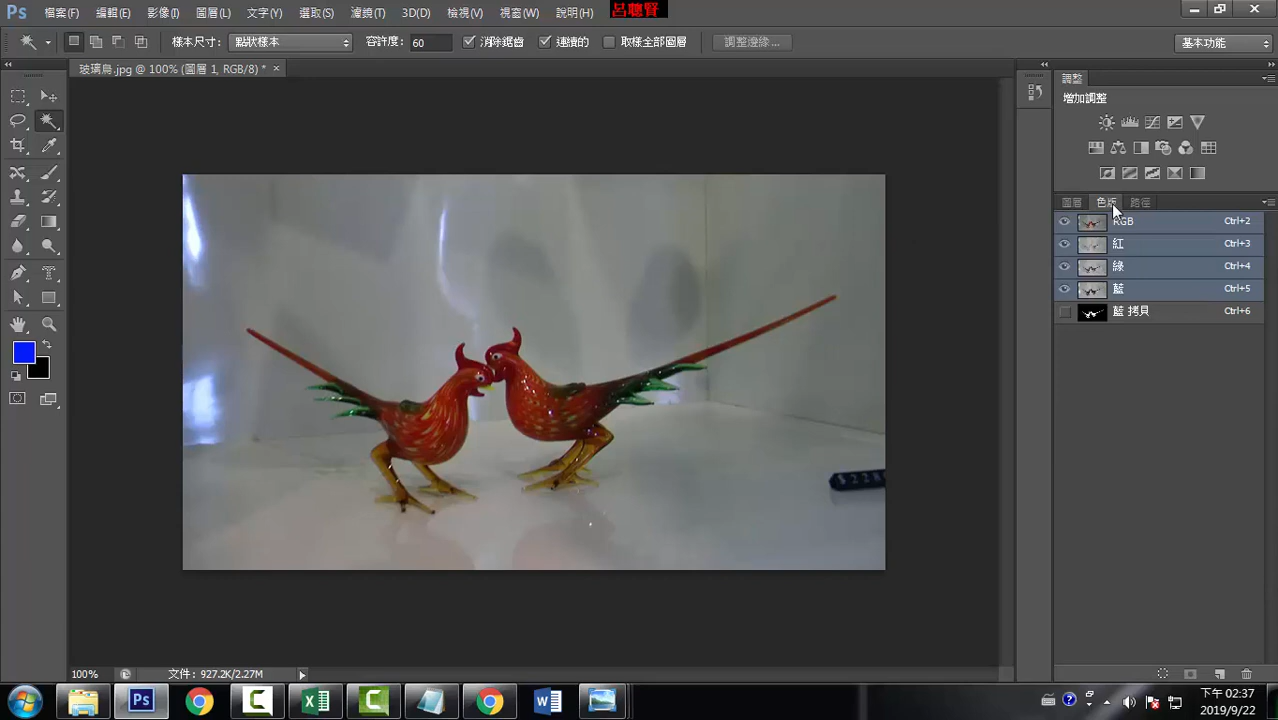 Ps 檔案(F) 編輯(E) 影像(I) 圖層(L) 文字(Y) 選取(S) 濾鏡(T) 3D(D) 檢視(V) 視窗(W) 說明(H) 呂聰賢
樣本尺寸: 點狀樣本 容許度: 60 消除鋸齒 連續的 取樣全部圖層 調整邊緣... 基本功能
玻璃鳥.jpg @ 100% (圖層 1, RGB/8) * ×
調整
增加調整
圖層 色版 路徑
RGB Ctrl+2
紅 Ctrl+3
綠 Ctrl+4
藍 Ctrl+5
藍 拷貝 Ctrl+6
$228
100% 文件: 927.2K/2.27M
下午 02:37
2019/9/22